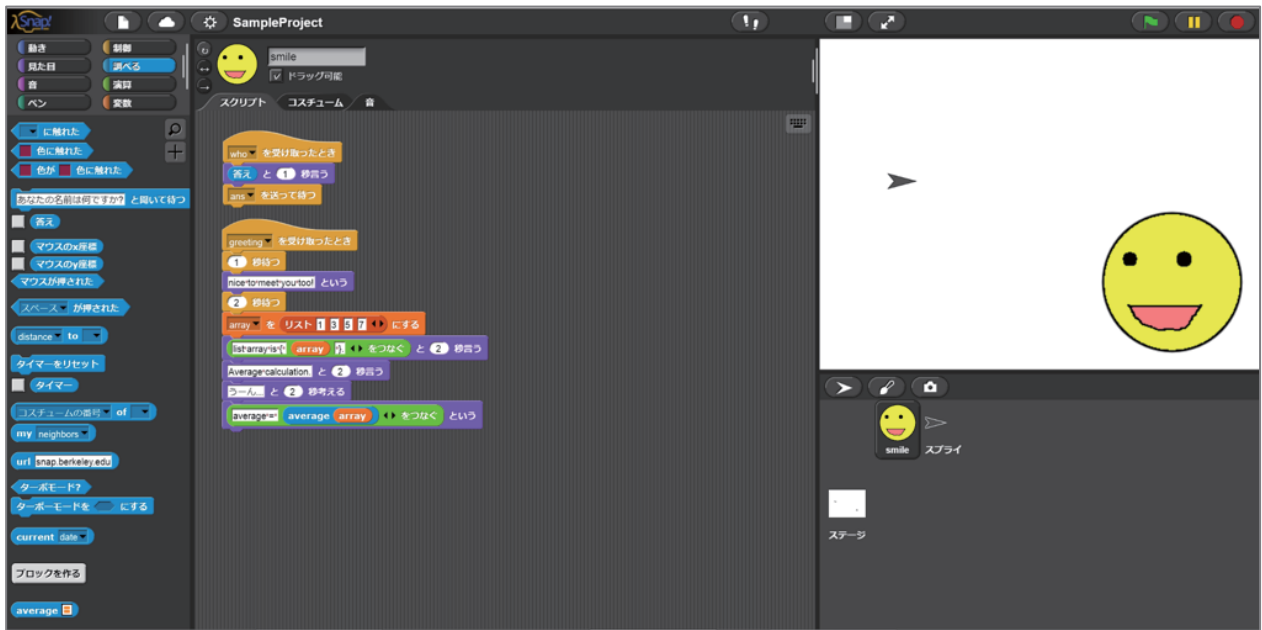 λSnap!
SampleProject
動き
制御
見た目
調べる
音
演算
ペン
変数
に触れた
色に触れた
色が 色に触れた
あなたの名前は何ですか? と聞いて待つ
答え
マウスのx座標
マウスのy座標
マウスが押された
スペース が押された
distance to
タイマーをリセット
タイマー
コスチュームの番号 of
my neighbors
url snap.berkeley.edu
ターボモード?
ターボーモードを にする
current date
ブロックを作る
average
smile
ドラッグ可能
スクリプト コスチューム 音
who を受け取ったとき
答え と 1 秒言う
ans を送って待つ
greeting を受け取ったとき
1 秒待つ
nice·to·meet·you·too! という
2 秒待つ
array を リスト 1 3 5 7 にする
list·array·is·[· array ·]. をつなぐ と 2 秒言う
Average·calculation. と 2 秒言う
うーん... と 2 秒考える
average·=· average array をつなぐ という
smile
スプライ
ステージ